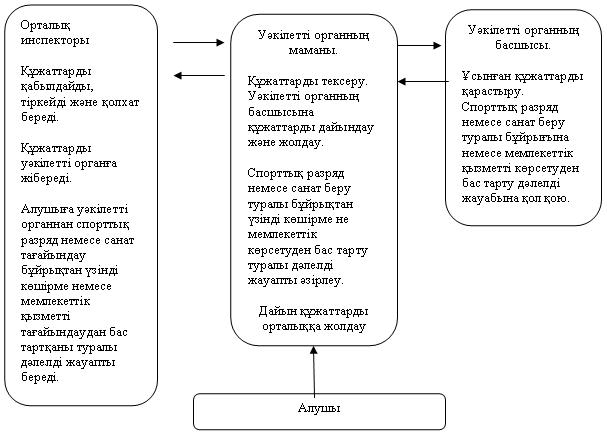 Орталық
инспекторы
Құжаттарды
қабылдайды,
тіркейді және қолхат
береді.
Құжаттарды
уәкілетті органға
жібереді.
Алушыға уәкілетті
органнан спорттық
разряд немесе санат
тағайындау
бұйрықтан үзінді
көшірме немесе
мемлекеттік
қызметті
тағайындаудан бас
тартқаны туралы
дәлелді жауапты
береді.
Уәкілетті органның
маманы.
Құжаттарды тексеру.
Уәкілетті органның
басшысына
құжаттарды дайындау
және жолдау.
Спорттық разряд
немесе санат беру
туралы бұйрықтан
үзінді көшірме не
мемлекеттік
көрсетуден бас тарту
туралы дәлелді
жауапты әзірлеу.
Дайын құжаттарды
орталыққа жолдау
Уәкілетті органның
басшысы.
Ұсынған құжаттарды
қарастыру.
Спорттық разряд
немесе санат беру
туралы бұйрығына
немесе мемлекеттік
қызметті көрсетуден
бас тарту дәлелді
жауабына қол қою.
Алушы